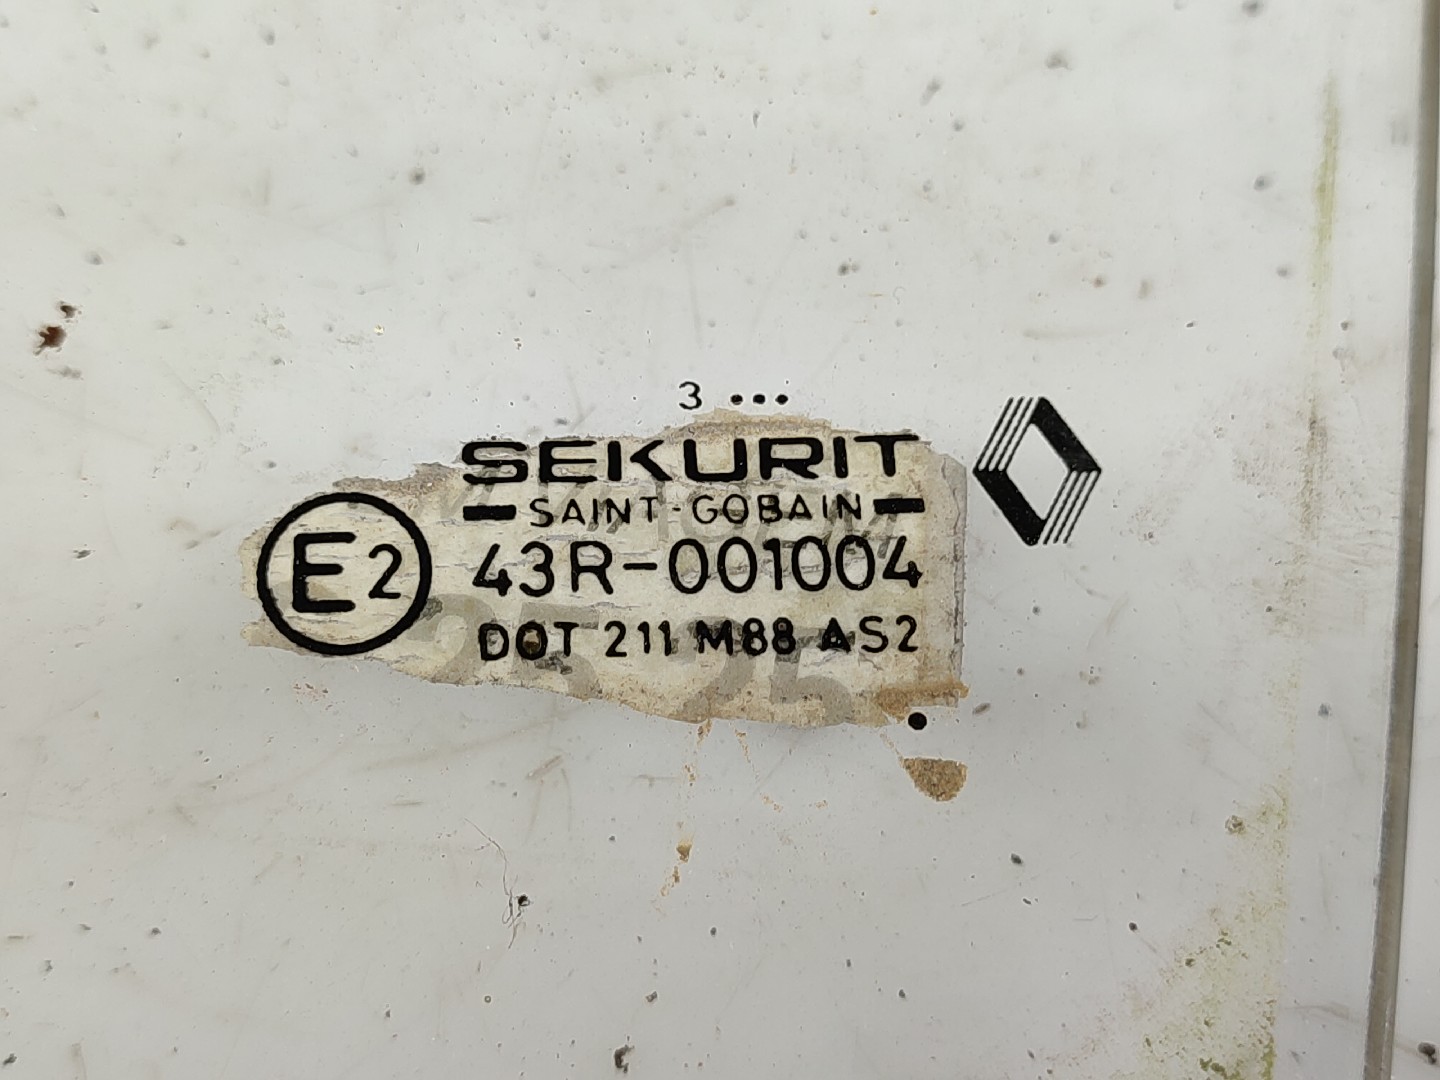 3 •••
SEKURIT
SAINT-GOBAIN
E2 43R-001004
DOT 211 M88 AS2